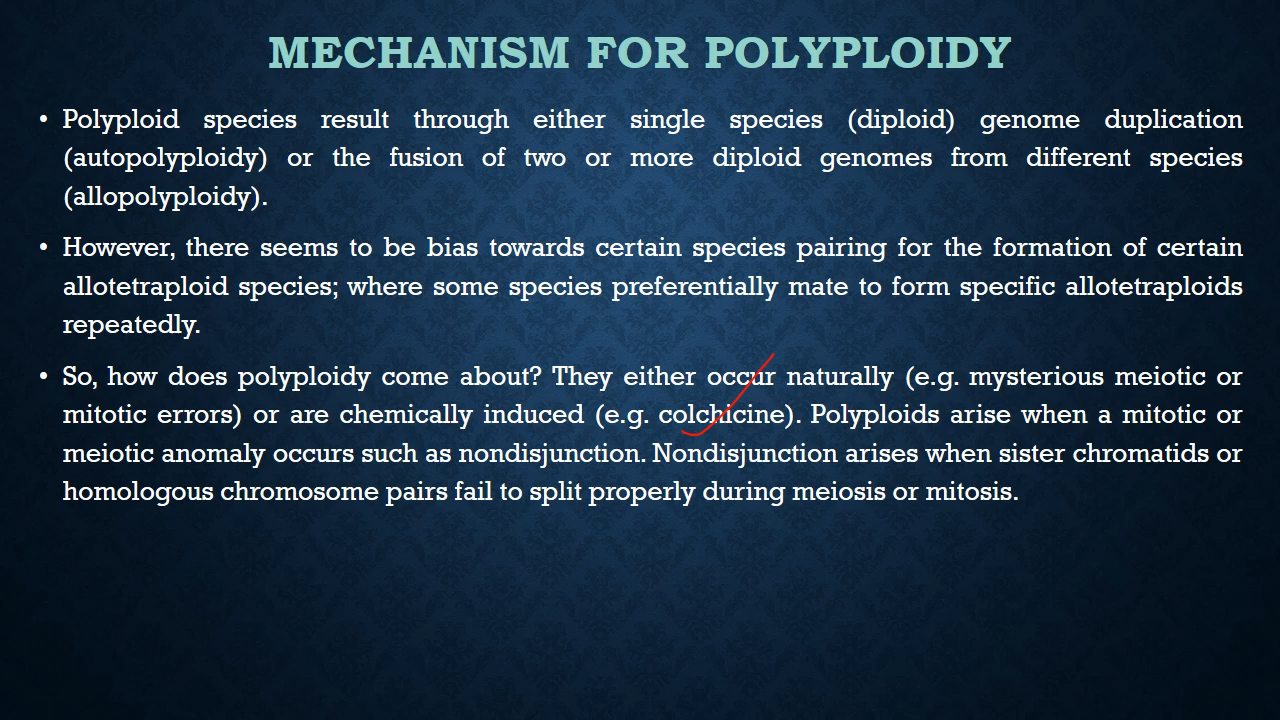 MECHANISM FOR POLYPLOIDY
• Polyploid species result through either single species (diploid) genome duplication
(autopolyploidy) or the fusion of two or more diploid genomes from different species
(allopolyploidy).
• However, there seems to be bias towards certain species pairing for the formation of certain
allotetraploid species; where some species preferentially mate to form specific allotetraploids
repeatedly.
• So, how does polyploidy come about? They either occur naturally (e.g. mysterious meiotic or
mitotic errors) or are chemically induced (e.g. colchicine). Polyploids arise when a mitotic or
meiotic anomaly occurs such as nondisjunction. Nondisjunction arises when sister chromatids or
homologous chromosome pairs fail to split properly during meiosis or mitosis.